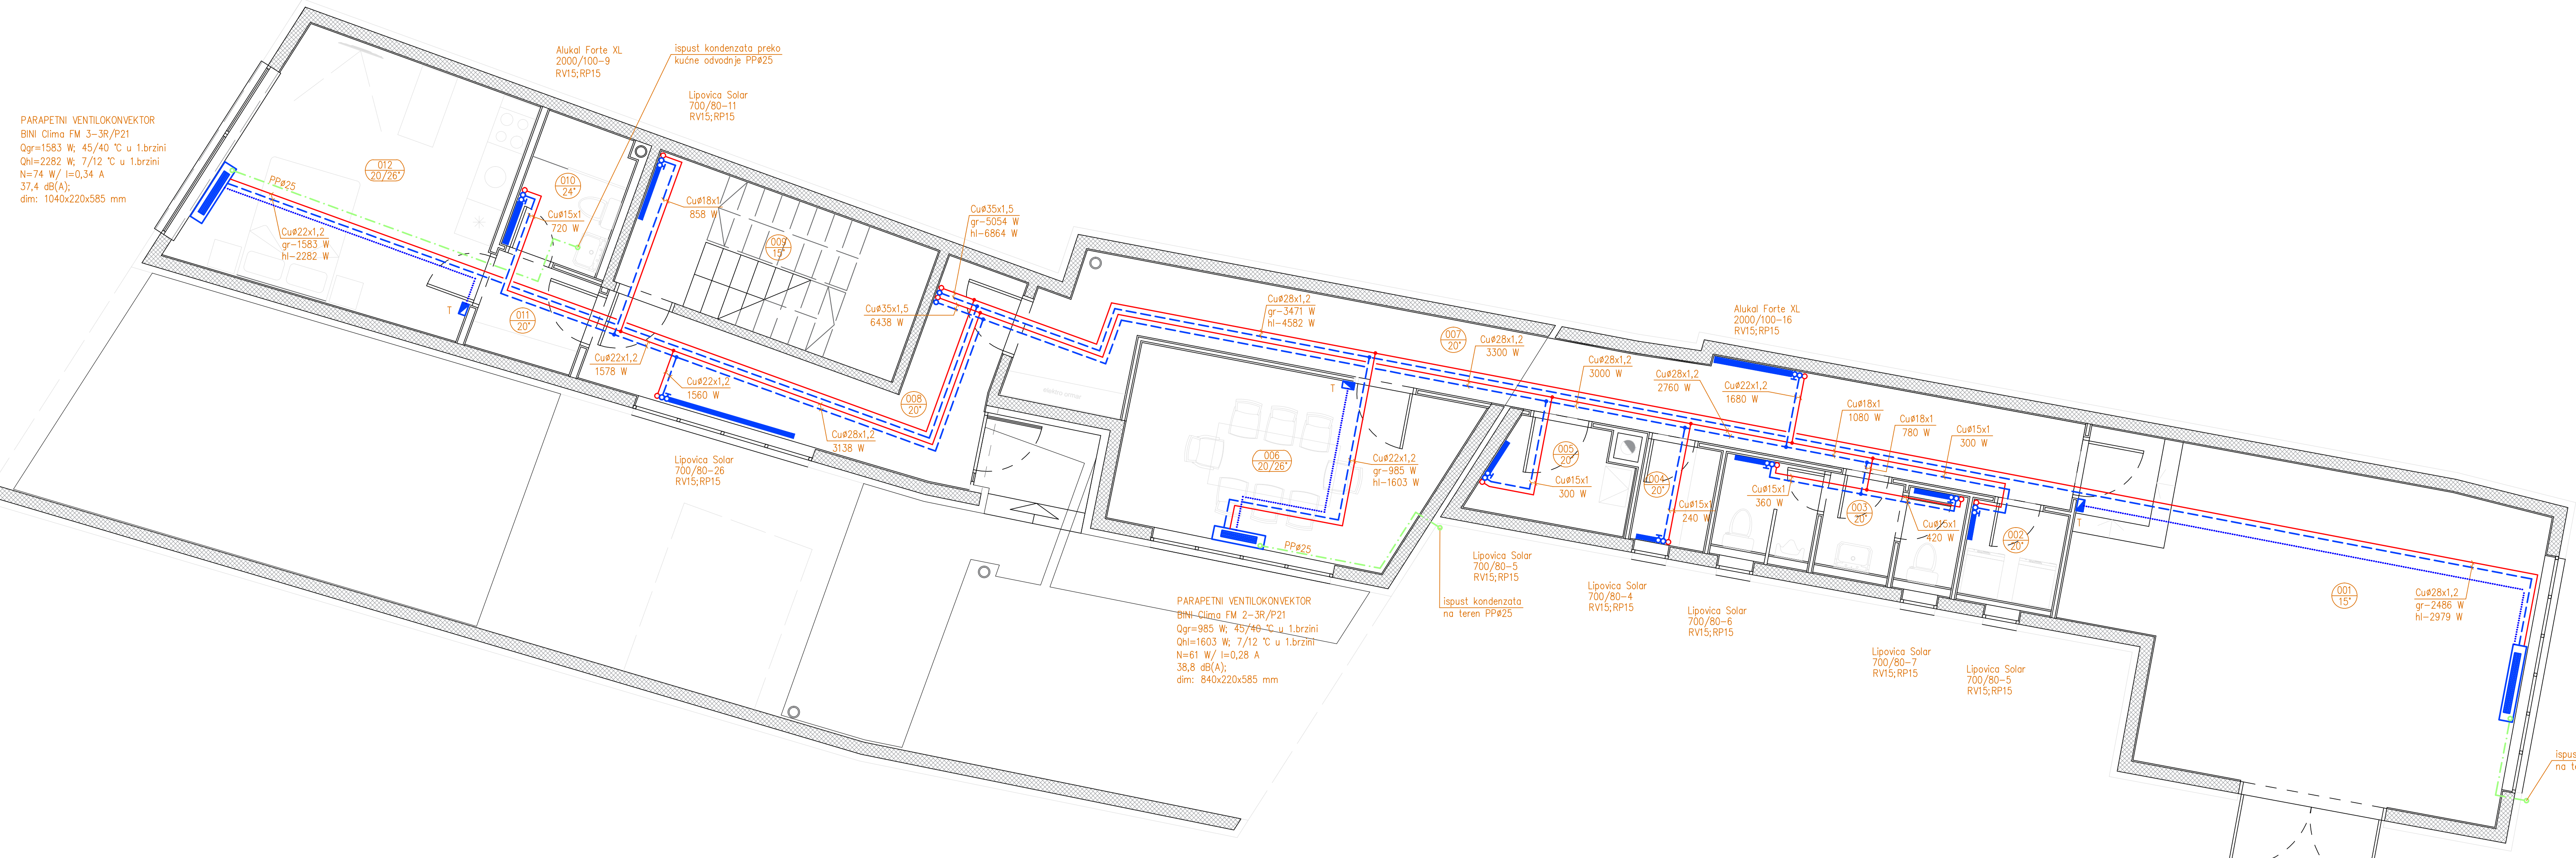 Alukal Forte XL
2000/100-9
RV15;RP15
ispust kondenzata preko
kućne odvodnje PPø25
Lipovica Solar
700/80-11
RV15;RP15
PARAPETNI VENTILOKONVEKTOR
BINI Clima FM 3-3R/P21
Qgr=1583 W; 45/40 °C u 1.brzini
Qhl=2282 W; 7/12 °C u 1.brzini
N=74 W/ I=0,34 A
37,4 dB(A);
dim: 1040x220x585 mm
012
20/26°
PPø25
Cuø22x1,2
gr-1583 W
hl-2282 W
010
24°
Cuø15x1
720 W
Cuø18x1
858 W
009
15°
T
011
20°
Cuø22x1,2
1578 W
Cuø22x1,2
1560 W
Cuø35x1,5
gr-5054 W
hl-6864 W
Cuø35x1,5
6438 W
008
20°
Cuø28x1,2
3138 W
Lipovica Solar
700/80-26
RV15;RP15
Cuø28x1,2
gr-3471 W
hl-4582 W
007
20°
Cuø28x1,2
3300 W
Cuø28x1,2
3000 W
Alukal Forte XL
2000/100-16
RV15;RP15
Cuø28x1,2
2760 W
Cuø22x1,2
1680 W
Cuø18x1
1080 W
Cuø18x1
780 W
Cuø15x1
300 W
T
006
20/26°
Cuø22x1,2
gr-985 W
hl-1603 W
PPø25
005
20°
Cuø15x1
300 W
004
20°
Cuø15x1
240 W
Cuø15x1
360 W
003
20°
Cuø15x1
420 W
002
20°
T
001
15°
Cuø28x1,2
gr-2486 W
hl-2979 W
Lipovica Solar
700/80-5
RV15;RP15
ispust kondenzata
na teren PPø25
Lipovica Solar
700/80-4
RV15;RP15
Lipovica Solar
700/80-6
RV15;RP15
Lipovica Solar
700/80-7
RV15;RP15
Lipovica Solar
700/80-5
RV15;RP15
PARAPETNI VENTILOKONVEKTOR
BINI Clima FM 2-3R/P21
Qgr=985 W; 45/40 °C u 1.brzini
Qhl=1603 W; 7/12 °C u 1.brzini
N=61 W/ I=0,28 A
38,8 dB(A);
dim: 840x220x585 mm
ispus
na t